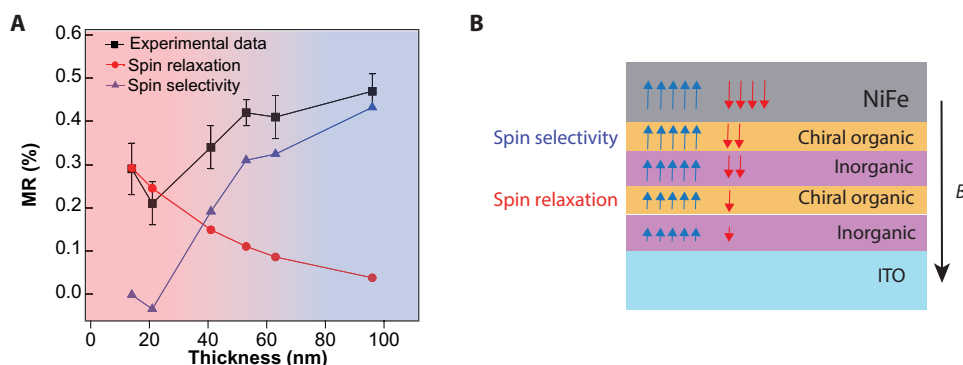 A
Experimental data
Spin relaxation
Spin selectivity
0.6
0.5
0.4
0.3
0.2
0.1
0.0
MR (%)
0 20 40 60 80 100
Thickness (nm)
B
NiFe
Spin selectivity
Chiral organic
Inorganic
Spin relaxation
Chiral organic
Inorganic
ITO
B